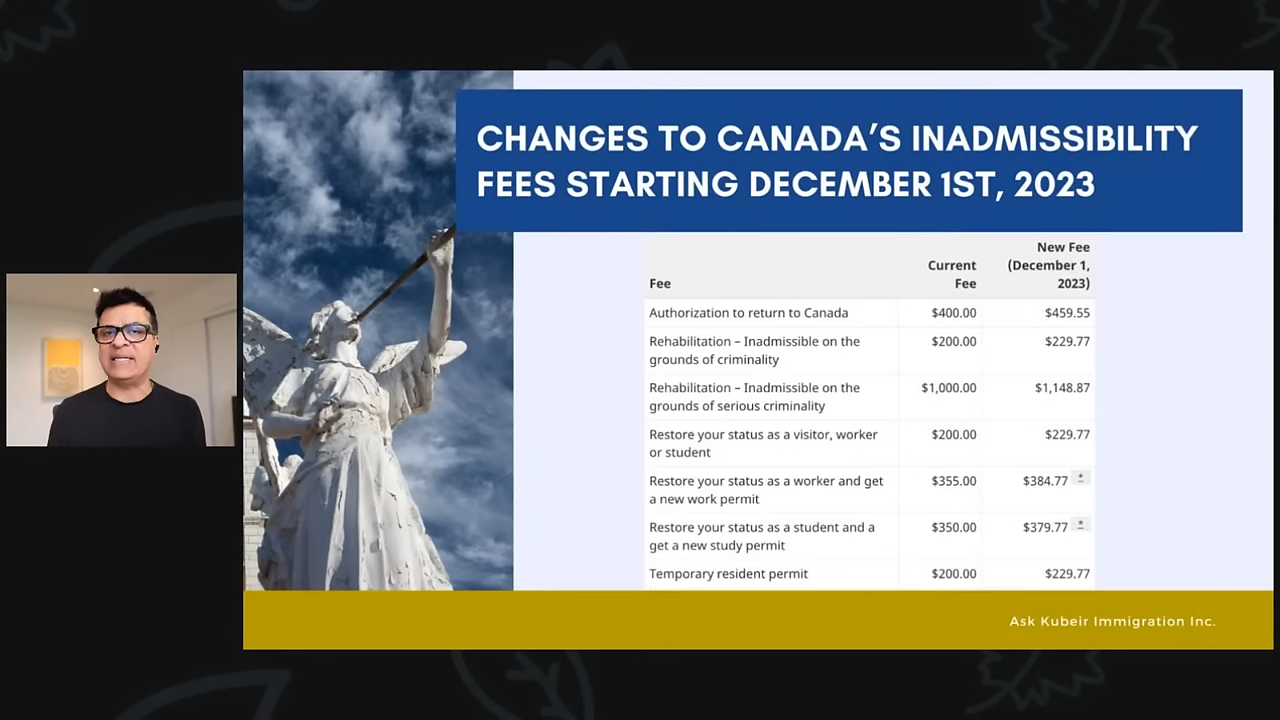 CHANGES TO CANADA'S INADMISSIBILITY
FEES STARTING DECEMBER 1ST, 2023
Fee
Current
Fee
New Fee
(December 1,
2023)
Authorization to return to Canada $400.00 $459.55
Rehabilitation – Inadmissible on the $200.00 $229.77
grounds of criminality
Rehabilitation – Inadmissible on the $1,000.00 $1,148.87
grounds of serious criminality
Restore your status as a visitor, worker $200.00 $229.77
or student
Restore your status as a worker and get $355.00 $384.77 *
a new work permit
Restore your status as a student and a $350.00 $379.77 *
get a new study permit
Temporary resident permit $200.00 $229.77
Ask Kubeir Immigration Inc.